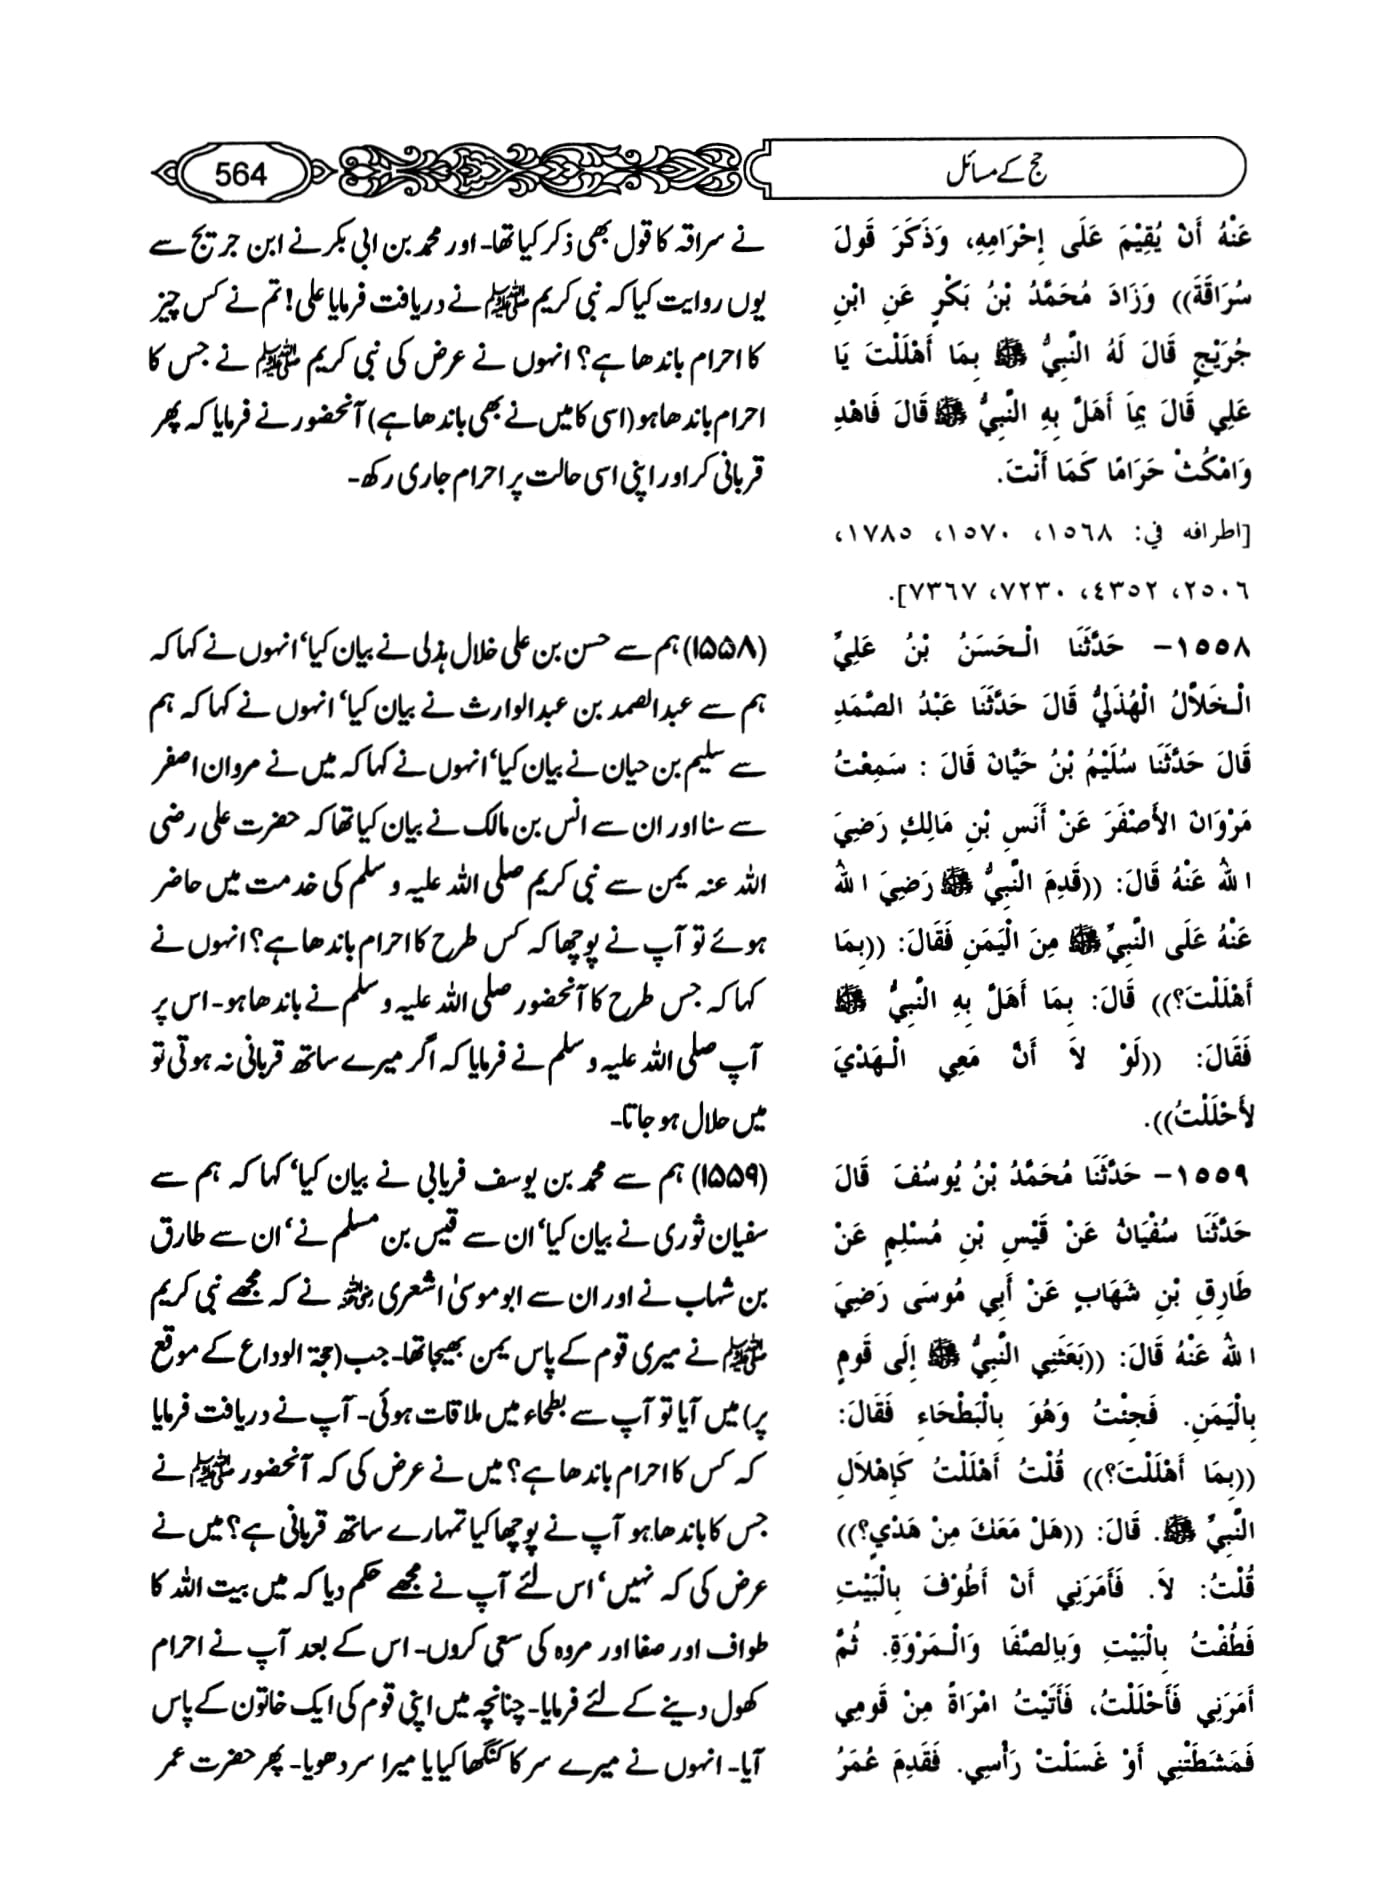 حج کے مسائل
564
عَنْهُ أَنْ يُقِيْمَ عَلَى إِحْرَامِهِ، وَذَكَرَ قَولَ
سُرَاقَةَ)) وَزَادَ مُحَمَّدُ بْنُ بَكْرٍ عَنِ ابْنِ
جُرَيْجٍ قَالَ لَهُ النَّبِيُّ ﷺ بِمَا أَهْلَلْتَ يَا
عَلِي قَالَ بِمَا أَهَلَّ بِهِ النَّبِيُّ ﷺ قَالَ فَاهْدِ
وَامْكُثْ حَرَامًا كَمَا أَنْتَ.
[اطرافه في: ١٥٦٨، ١٥٧٠، ١٧٨٥،
٢٥٠٦، ٤٣٥٢، ٧٢٣٠، ٧٣٦٧].
١٥٥٨– حَدَّثَنَا الْحَسَنُ بْنُ عَلِيٍّ
الْخَلاَّلُ الْهُذَلِيُّ قَالَ حَدَّثَنَا عَبْدُ الصَّمَدِ
قَالَ حَدَّثَنَا سُلَيْمُ بْنُ حَيَّانَ قَالَ : سَمِعْتُ
مَرْوَانَ الأَصْفَرَ عَنْ أَنَسِ بْنِ مَالِكٍ رَضِيَ
اللهُ عَنْهُ قَالَ: ((قَدِمَ النَّبِيُّ ﷺ رَضِيَ اللهُ
عَنْهُ عَلَى النَّبِيِّ ﷺ مِنَ الْيَمَنِ فَقَالَ: ((بِمَا
أَهْلَلْتَ؟)) قَالَ: بِمَا أَهَلَّ بِهِ النَّبِيُّ ﷺ
فَقَالَ: ((لَوْ لاَ أَنَّ مَعِي الْهَدْيَ
لأَحْلَلْتُ)).
١٥٥٩– حَدَّثَنَا مُحَمَّدُ بْنُ يُوسُفَ قَالَ
حَدَّثَنَا سُفْيَانُ عَنْ قَيْسِ بْنِ مُسْلِمٍ عَنْ
طَارِقِ بْنِ شَهَابٍ عَنْ أَبِي مُوسَى رَضِيَ
اللهُ عَنْهُ قَالَ: ((بَعَثَنِي النَّبِيُّ ﷺ إِلَى قَومٍ
بِالْيَمَنِ. فَجِئْتُ وَهُوَ بِالْبَطْحَاءِ فَقَالَ:
((بِمَا أَهْلَلْتَ؟)) قُلْتُ أَهْلَلْتُ كَإِهْلاَلِ
النَّبِيِّ ﷺ. قَالَ: ((هَلْ مَعَكَ مِنْ هَدْيٍ؟))
قُلْتُ: لاَ. فَأَمَرَنِي أَنْ أَطُوْفَ بِالْبَيْتِ
فَطُفْتُ بِالْبَيْتِ وَبِالصَّفَا وَالْمَرْوَةِ. ثُمَّ
أَمَرَنِي فَأَحْلَلْتُ، فَأَتَيْتُ امْرَأَةً مِنْ قَومِي
فَمَشَطَتْنِي أَوْ غَسَلَتْ رَأْسِي. فَقَدِمَ عُمَرُ
نے سراقہ کا قول بھی ذکر کیا تھا۔ اور محمد بن ابی بکر نے ابن جریج سے
یوں روایت کیا کہ نبی کریم ﷺ نے دریافت فرمایا علی! تم نے کس چیز
کا احرام باندھا ہے؟ انہوں نے عرض کی نبی کریم ﷺ نے جس کا
احرام باندھا ہو (اسی کا میں نے بھی باندھا ہے) آنحضور نے فرمایا کہ پھر
قربانی کر اور اپنی اسی حالت پر احرام جاری رکھ۔
(۱۵۵۸) ہم سے حسن بن علی خلال ہذلی نے بیان کیا‘ انہوں نے کہا کہ
ہم سے عبدالصمد بن عبدالوارث نے بیان کیا‘ انہوں نے کہا کہ ہم
سے سلیم بن حیان نے بیان کیا‘ انہوں نے کہا کہ میں نے مروان اصفر
سے سنا اور ان سے انس بن مالک نے بیان کیا تھا کہ حضرت علی رضی
اللہ عنہ یمن سے نبی کریم صلی اللہ علیہ و سلم کی خدمت میں حاضر
ہوئے تو آپ نے پوچھا کہ کس طرح کا احرام باندھا ہے؟ انہوں نے
کہا کہ جس طرح کا آنحضور صلی اللہ علیہ و سلم نے باندھا ہو۔ اس پر
آپ صلی اللہ علیہ و سلم نے فرمایا کہ اگر میرے ساتھ قربانی نہ ہوتی تو
میں حلال ہو جاتا۔
(۱۵۵۹) ہم سے محمد بن یوسف فریابی نے بیان کیا‘ کہا کہ ہم سے
سفیان ثوری نے بیان کیا‘ ان سے قیس بن مسلم نے‘ ان سے طارق
بن شہاب نے اور ان سے ابو موسیٰ اشعری رضی اللہ عنہ نے کہ مجھے نبی کریم
ﷺ نے میری قوم کے پاس یمن بھیجا تھا۔ جب (حجۃ الوداع کے موقع
پر) میں آیا تو آپ سے بطحاء میں ملاقات ہوئی۔ آپ نے دریافت فرمایا
کہ کس کا احرام باندھا ہے؟ میں نے عرض کی کہ آنحضور ﷺ نے
جس کا باندھا ہو آپ نے پوچھا کیا تمہارے ساتھ قربانی ہے؟ میں نے
عرض کی کہ نہیں‘ اس لئے آپ نے مجھے حکم دیا کہ میں بیت اللہ کا
طواف اور صفا اور مروہ کی سعی کروں۔ اس کے بعد آپ نے احرام
کھول دینے کے لئے فرمایا۔ چنانچہ میں اپنی قوم کی ایک خاتون کے پاس
آیا۔ انہوں نے میرے سر کا کنگھا کیا یا میرا سر دھویا۔ پھر حضرت عمر